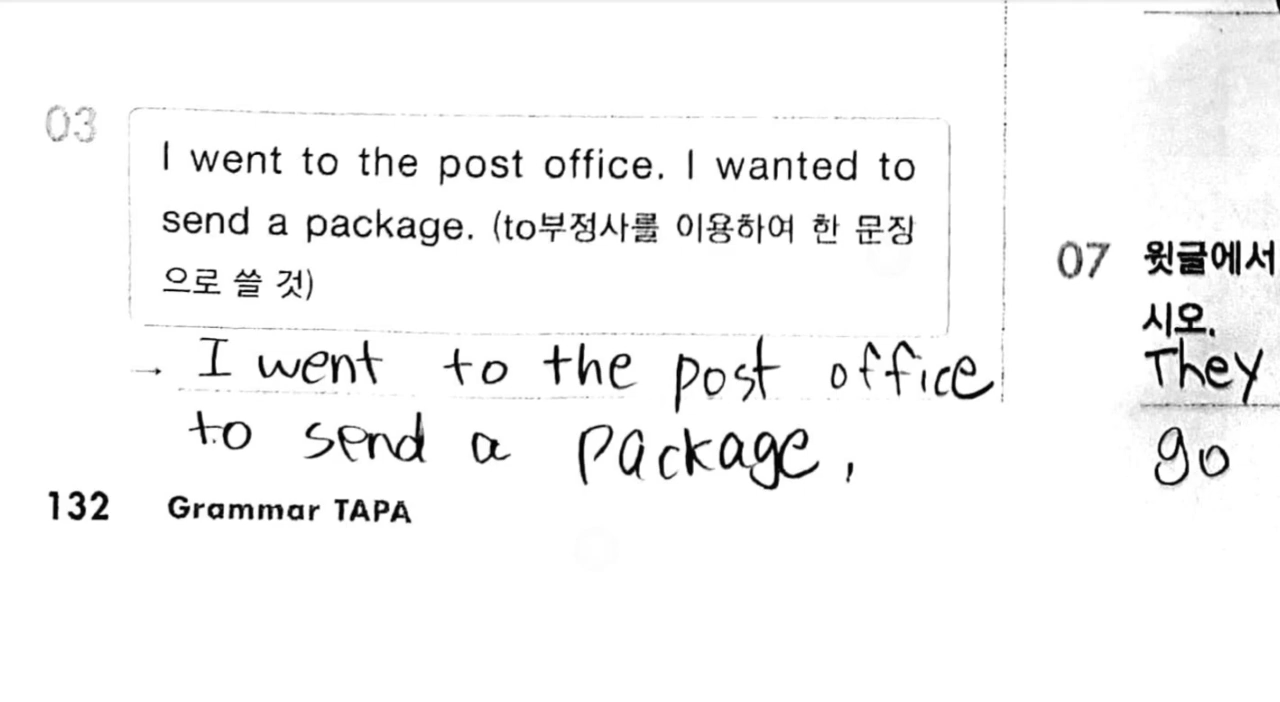 03
I went to the post office. I wanted to
send a package. (to부정사를 이용하여 한 문장
으로 쓸 것)
→ I went to the post office
to send a package,
132 Grammar TAPA
07 윗글에서
시오.
They
go